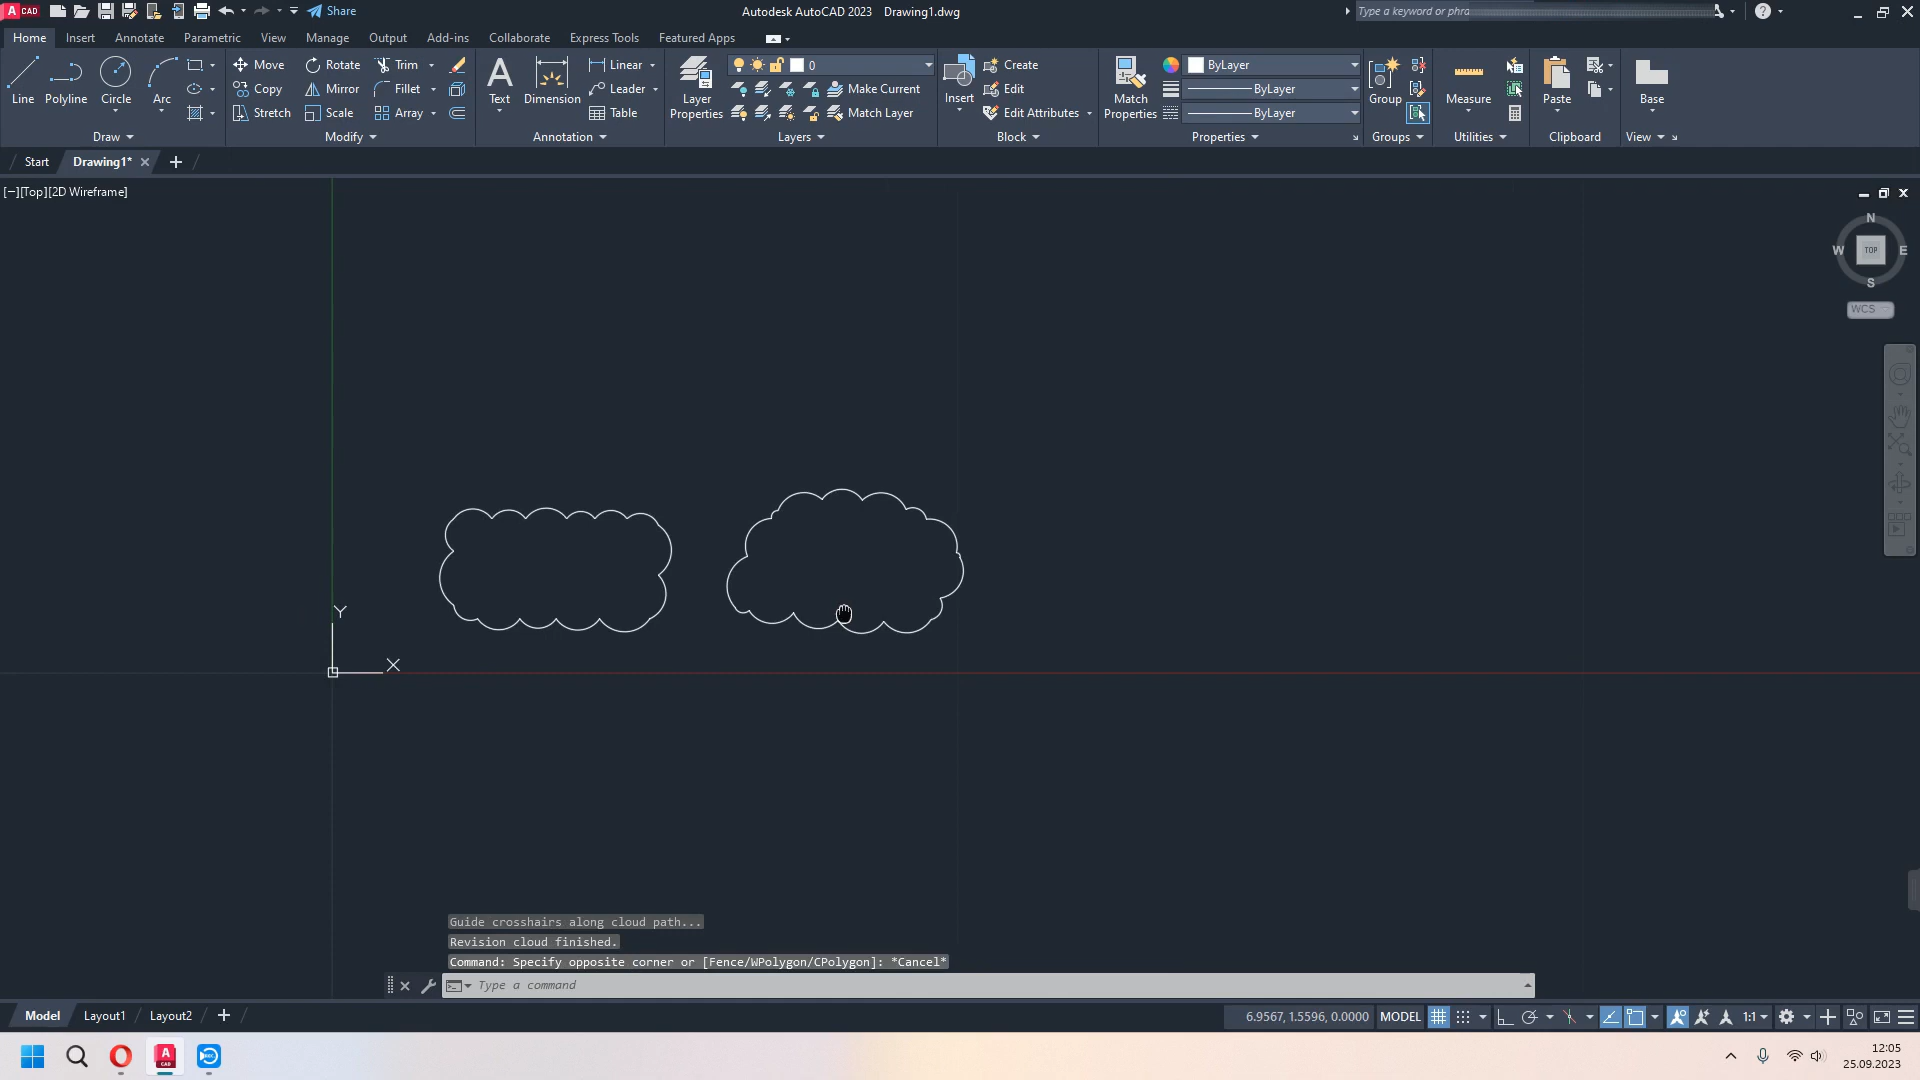 A CAD
Share
Autodesk AutoCAD 2023 Drawing1.dwg
Type a keyword or phra
Home Insert Annotate Parametric View Manage Output Add-ins Collaborate Express Tools Featured Apps
Line Polyline Circle Arc
Draw
Move Rotate Trim
Copy Mirror Fillet
Stretch Scale Array
Modify
A Text Dimension
Linear
Leader
Table
Annotation
Layer Properties
0
Make Current
Match Layer
Layers
Insert
Create
Edit
Edit Attributes
Block
Match Properties
ByLayer
ByLayer
ByLayer
Properties
Group
Groups
Measure
Utilities
Paste
Clipboard
Base
View
Start Drawing1*
[−][Top][2D Wireframe]
N
W TOP E
S
WCS
Y
X
Guide crosshairs along cloud path...
Revision cloud finished.
Command: Specify opposite corner or [Fence/WPolygon/CPolygon]: *Cancel*
Type a command
Model Layout1 Layout2
6.9567, 1.5596, 0.0000 MODEL 1:1
A CAD
REC
12:05
25.09.2023